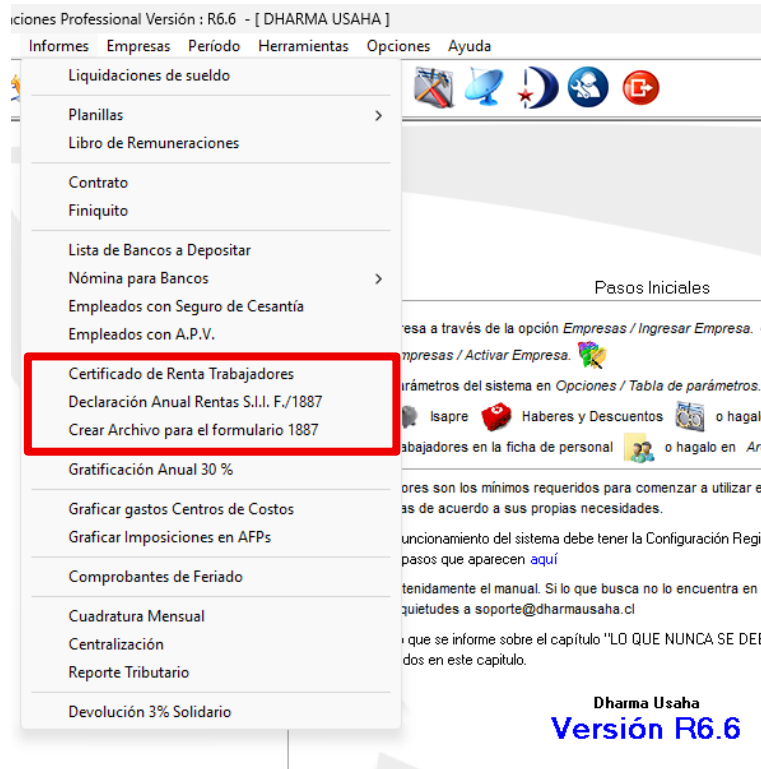 ciones Professional Versión : R6.6 - [ DHARMA USAHA ]
Informes Empresas Período Herramientas Opciones Ayuda
Liquidaciones de sueldo
Planillas
Libro de Remuneraciones
Contrato
Finiquito
Lista de Bancos a Depositar
Nómina para Bancos
Empleados con Seguro de Cesantía
Empleados con A.P.V.
Certificado de Renta Trabajadores
Declaración Anual Rentas S.I.I. F./1887
Crear Archivo para el formulario 1887
Gratificación Anual 30 %
Graficar gastos Centros de Costos
Graficar Imposiciones en AFPs
Comprobantes de Feriado
Cuadratura Mensual
Centralización
Reporte Tributario
Devolución 3% Solidario
Pasos Iniciales
resa a través de la opción Empresas / Ingresar Empresa.
mpresas / Activar Empresa.
arámetros del sistema en Opciones / Tabla de parámetros.
Isapre Haberes y Descuentos o hagal
abajadores en la ficha de personal o hagalo en Ar
ores son los mínimos requeridos para comenzar a utilizar e
as de acuerdo a sus propias necesidades.
uncionamiento del sistema debe tener la Configuración Regi
pasos que aparecen aquí
tenidamente el manual. Si lo que busca no lo encuentra en
quietudes a soporte@dharmausaha.cl
que se informe sobre el capítulo "LO QUE NUNCA SE DEB
dos en este capitulo.
Dharma Usaha
Versión R6.6